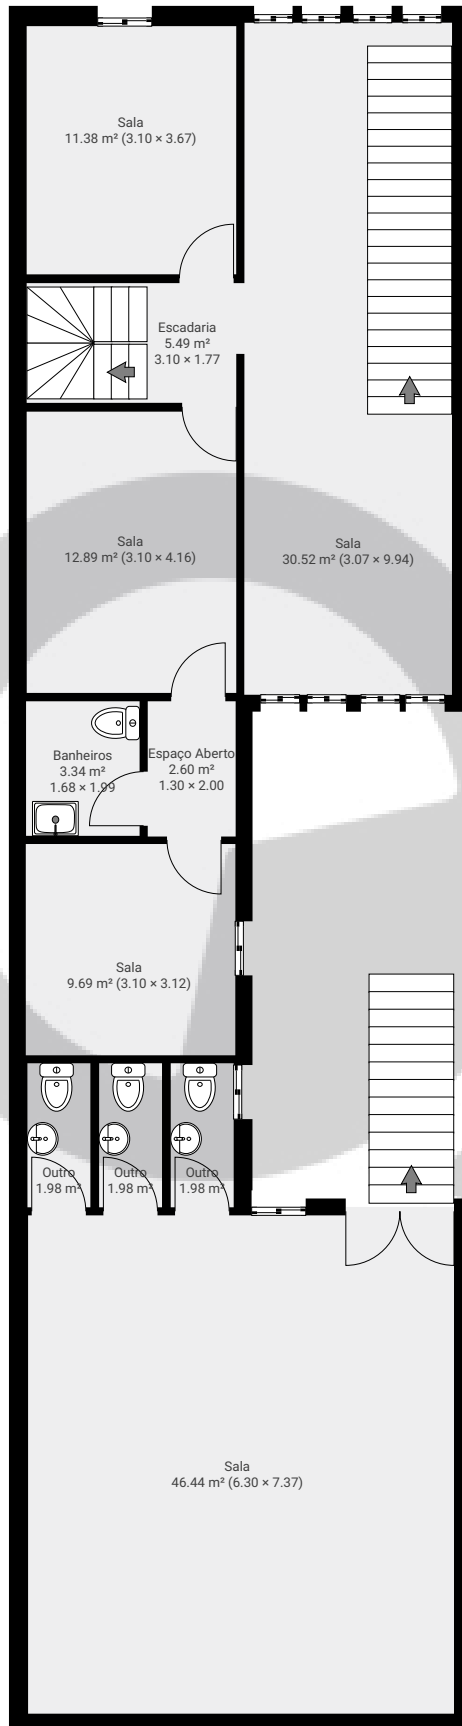 Sala
11.38 m² (3.10 × 3.67)
Escadaria
5.49 m²
3.10 × 1.77
Sala
12.89 m² (3.10 × 4.16)
Sala
30.52 m² (3.07 × 9.94)
Banheiros
3.34 m²
1.68 × 1.99
Espaço Aberto
2.60 m²
1.30 × 2.00
Sala
9.69 m² (3.10 × 3.12)
Outro
1.98 m²
Outro
1.98 m²
Outro
1.98 m²
Sala
46.44 m² (6.30 × 7.37)